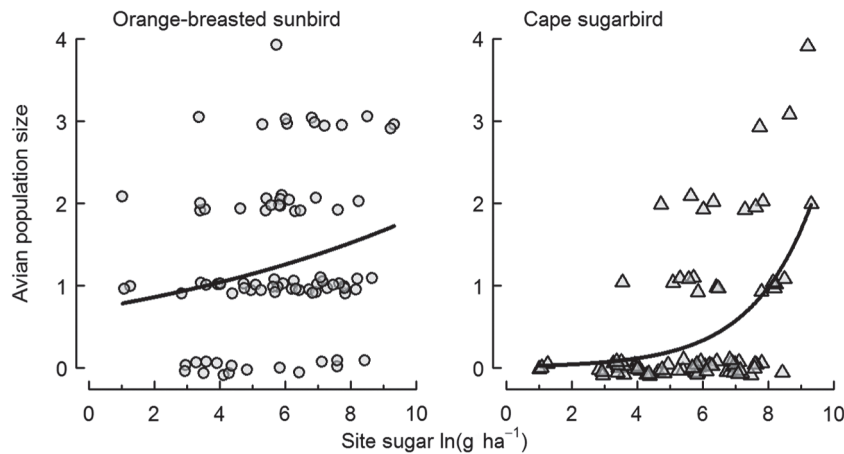 Orange-breasted sunbird
Cape sugarbird
Avian population size
4
3
2
1
0
4
3
2
1
0
0 2 4 6 8 10
0 2 4 6 8 10
Site sugar ln(g ha⁻¹)